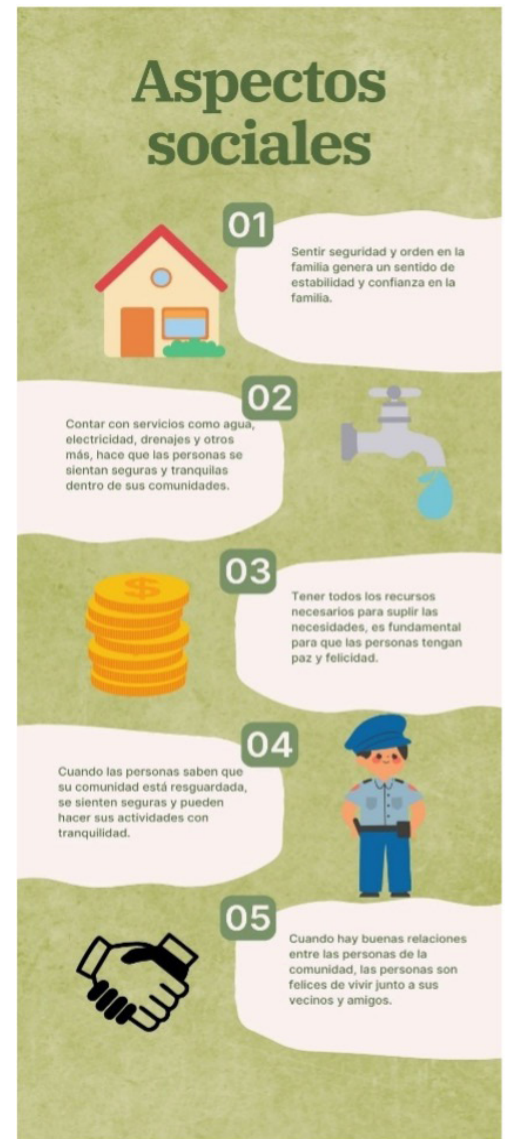 Aspectos
sociales
01
Sentir seguridad y orden en la
familia genera un sentido de
estabilidad y confianza en la
familia.
02
Contar con servicios como agua,
electricidad, drenajes y otros
más, hace que las personas se
sientan seguras y tranquilas
dentro de sus comunidades.
03
$
Tener todos los recursos
necesarios para suplir las
necesidades, es fundamental
para que las personas tengan
paz y felicidad.
04
Cuando las personas saben que
su comunidad está resguardada,
se sienten seguras y pueden
hacer sus actividades con
tranquilidad.
05
Cuando hay buenas relaciones
entre las personas de la
comunidad, las personas son
felices de vivir junto a sus
vecinos y amigos.